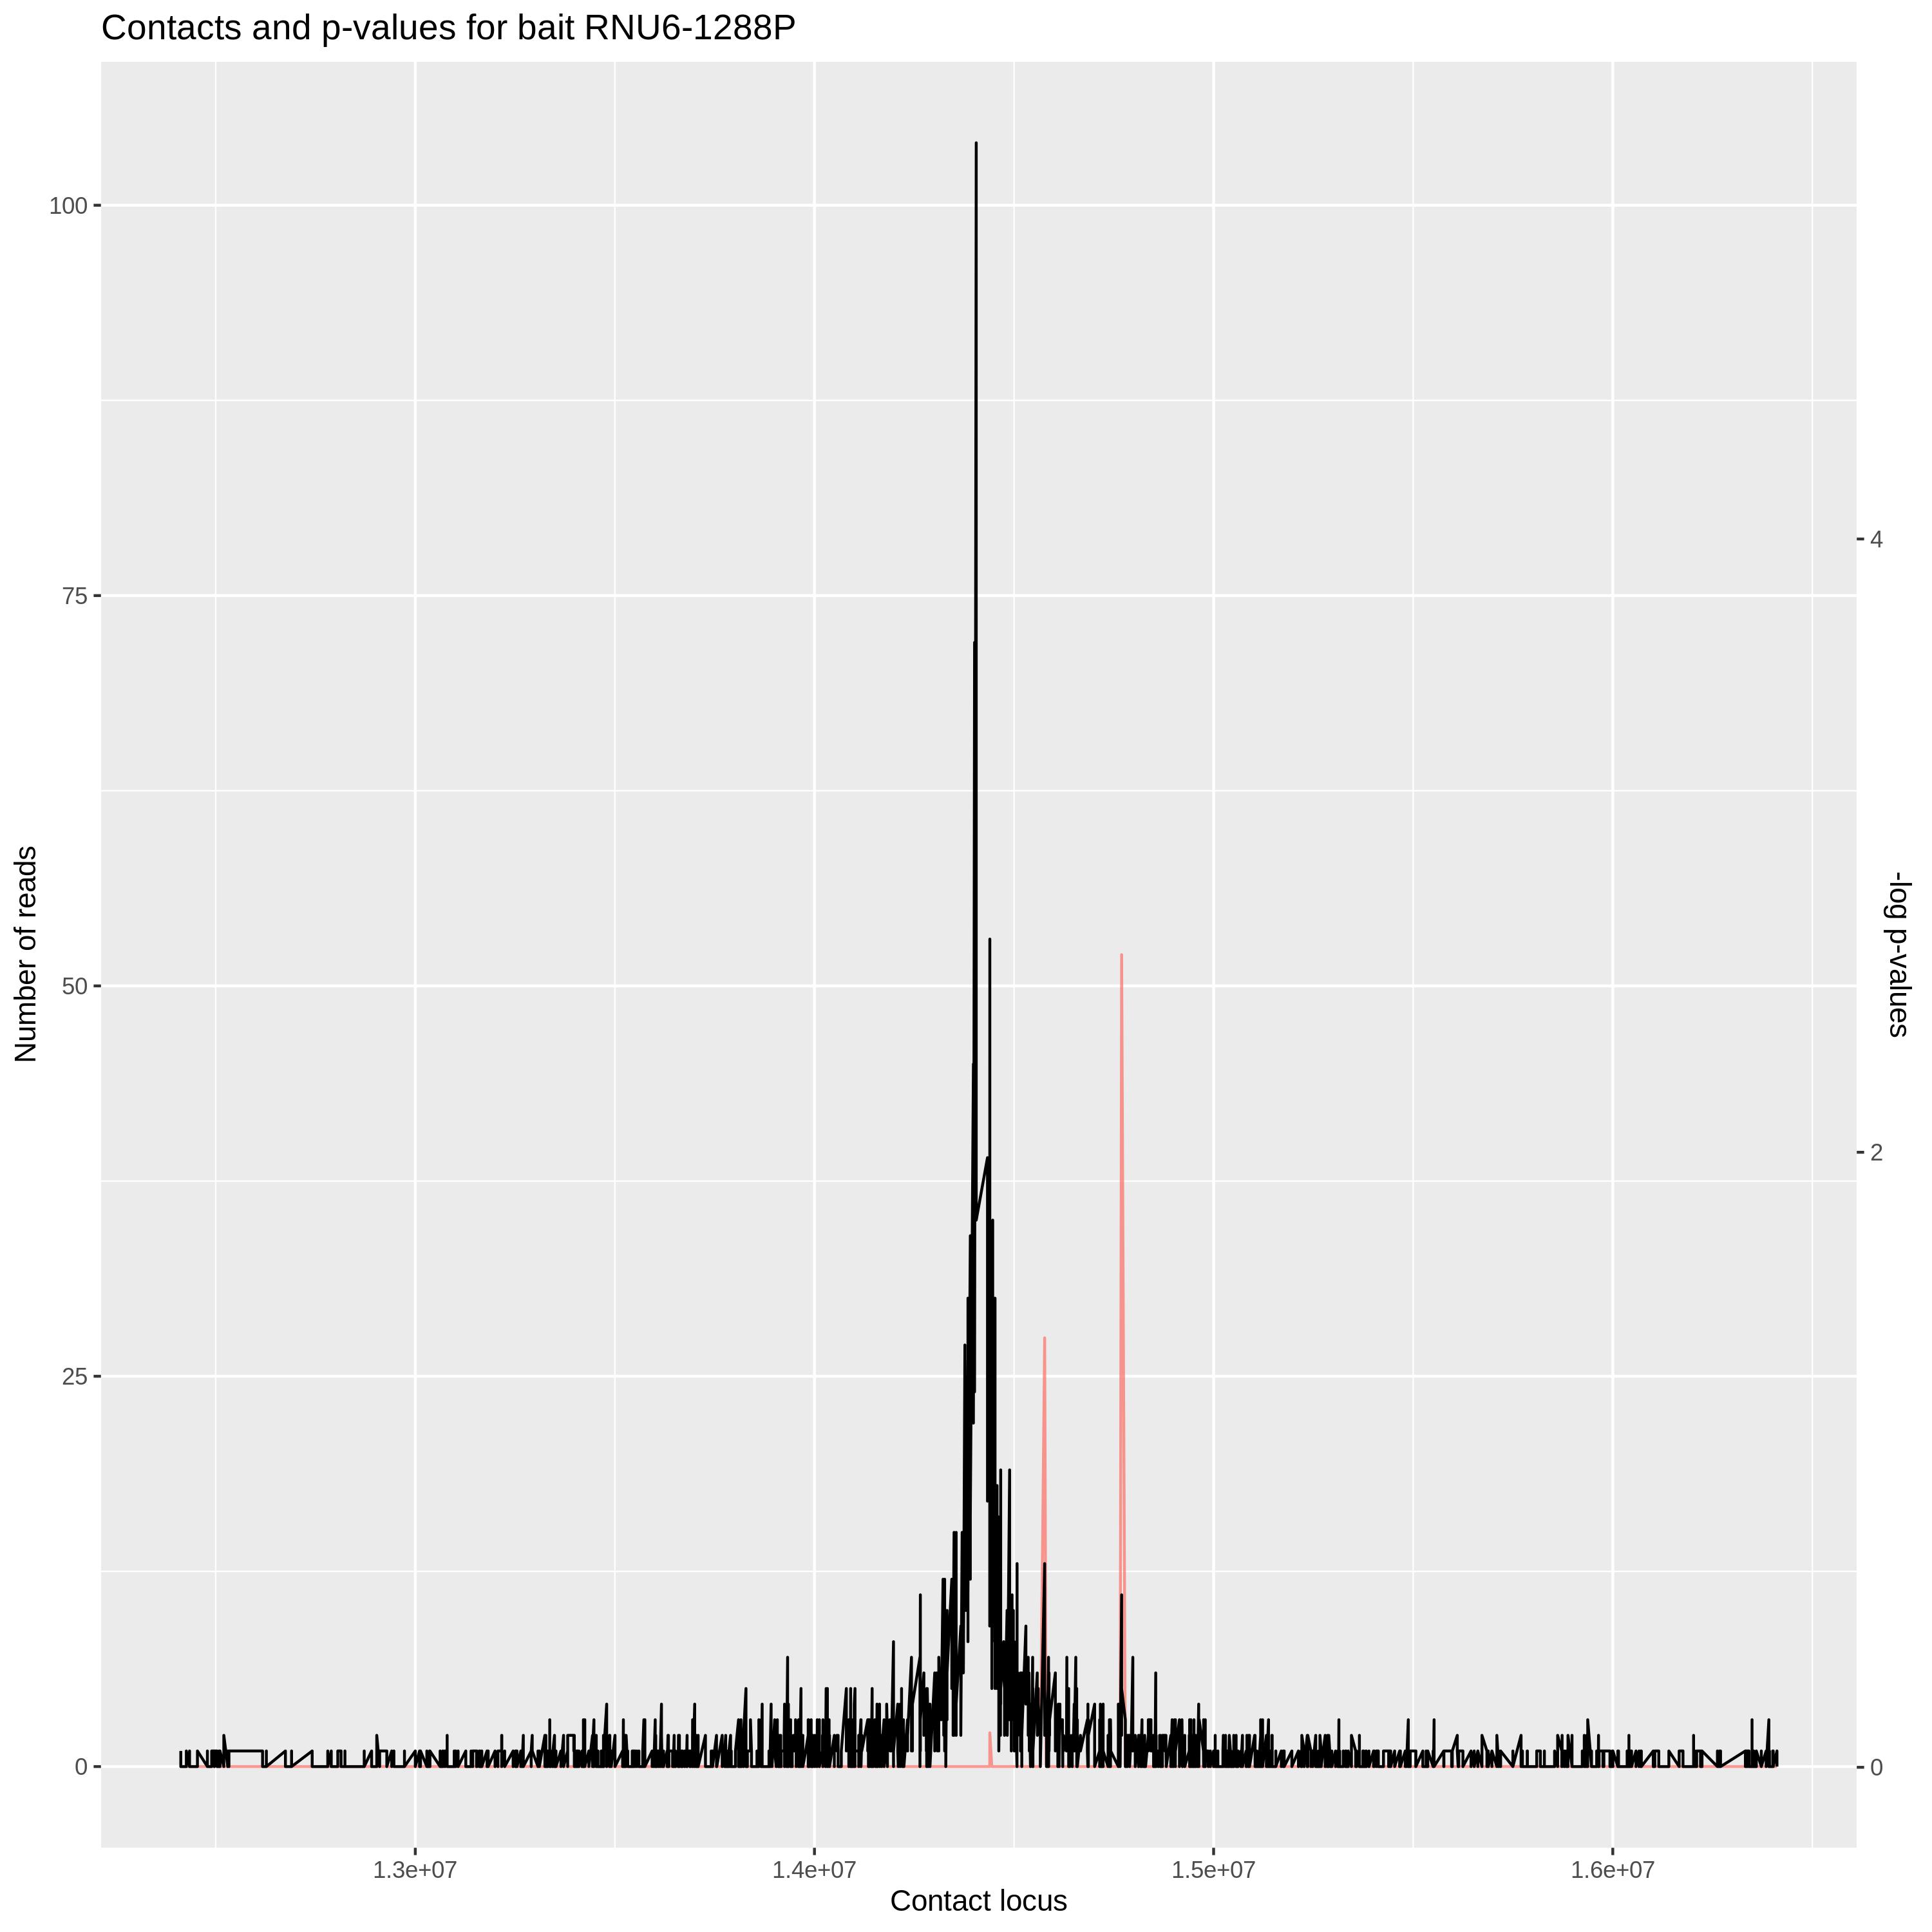 Contacts and p-values for bait RNU6-1288P
100
75
50
25
0
4
2
0
Number of reads
-log p-values
1.3e+07
1.4e+07
1.5e+07
1.6e+07
Contact locus